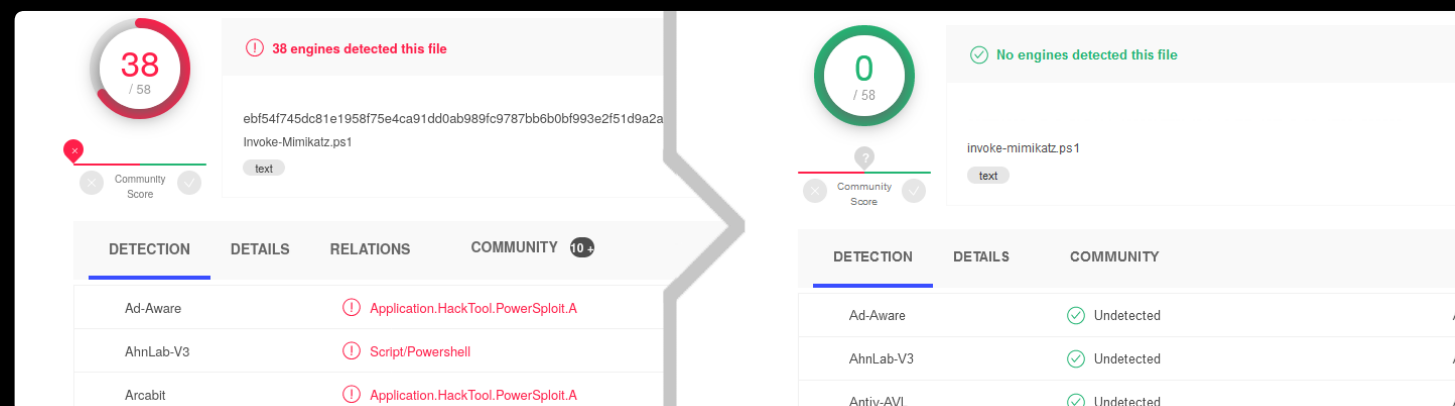 38
/ 58
38 engines detected this file
ebf54f745dc81e1958f75e4ca91dd0ab989fc9787bb6b0bf993e2f51d9a2a
Invoke-Mimikatz.ps1
text
Community
Score
DETECTION DETAILS RELATIONS COMMUNITY 10 +
Ad-Aware Application.HackTool.PowerSploit.A
AhnLab-V3 Script/Powershell
Arcabit Application.HackTool.PowerSploit.A
0
/ 58
No engines detected this file
invoke-mimikatz.ps1
text
?
Community
Score
DETECTION DETAILS COMMUNITY
Ad-Aware Undetected
AhnLab-V3 Undetected
Antiy-AVL Undetected